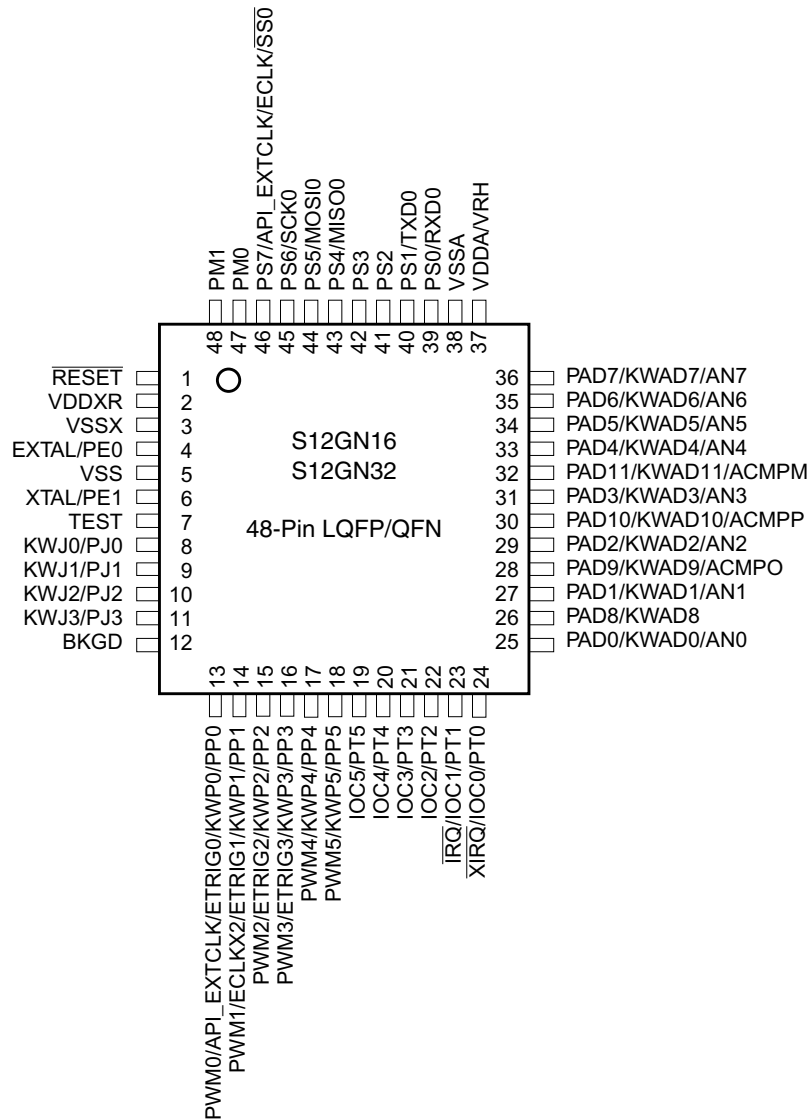 PS7/API_EXTCLK/ECLK/S̅S̅0̅
PM1
PM0
PS6/SCK0
PS5/MOSI0
PS4/MISO0
PS3
PS2
PS1/TXD0
PS0/RXD0
VSSA
VDDA/VRH
48
47
46
45
44
43
42
41
40
39
38
37
R̅E̅S̅E̅T̅ 1
VDDXR 2
VSSX 3
EXTAL/PE0 4
VSS 5
XTAL/PE1 6
TEST 7
KWJ0/PJ0 8
KWJ1/PJ1 9
KWJ2/PJ2 10
KWJ3/PJ3 11
BKGD 12
S12GN16
S12GN32
48-Pin LQFP/QFN
36 PAD7/KWAD7/AN7
35 PAD6/KWAD6/AN6
34 PAD5/KWAD5/AN5
33 PAD4/KWAD4/AN4
32 PAD11/KWAD11/ACMPM
31 PAD3/KWAD3/AN3
30 PAD10/KWAD10/ACMPP
29 PAD2/KWAD2/AN2
28 PAD9/KWAD9/ACMPO
27 PAD1/KWAD1/AN1
26 PAD8/KWAD8
25 PAD0/KWAD0/AN0
13
14
15
16
17
18
19
20
21
22
23
24
PWM0/API_EXTCLK/ETRIG0/KWP0/PP0
PWM1/ECLKX2/ETRIG1/KWP1/PP1
PWM2/ETRIG2/KWP2/PP2
PWM3/ETRIG3/KWP3/PP3
PWM4/KWP4/PP4
PWM5/KWP5/PP5
IOC5/PT5
IOC4/PT4
IOC3/PT3
IOC2/PT2
I̅R̅Q̅/IOC1/PT1
X̅I̅R̅Q̅/IOC0/PT0